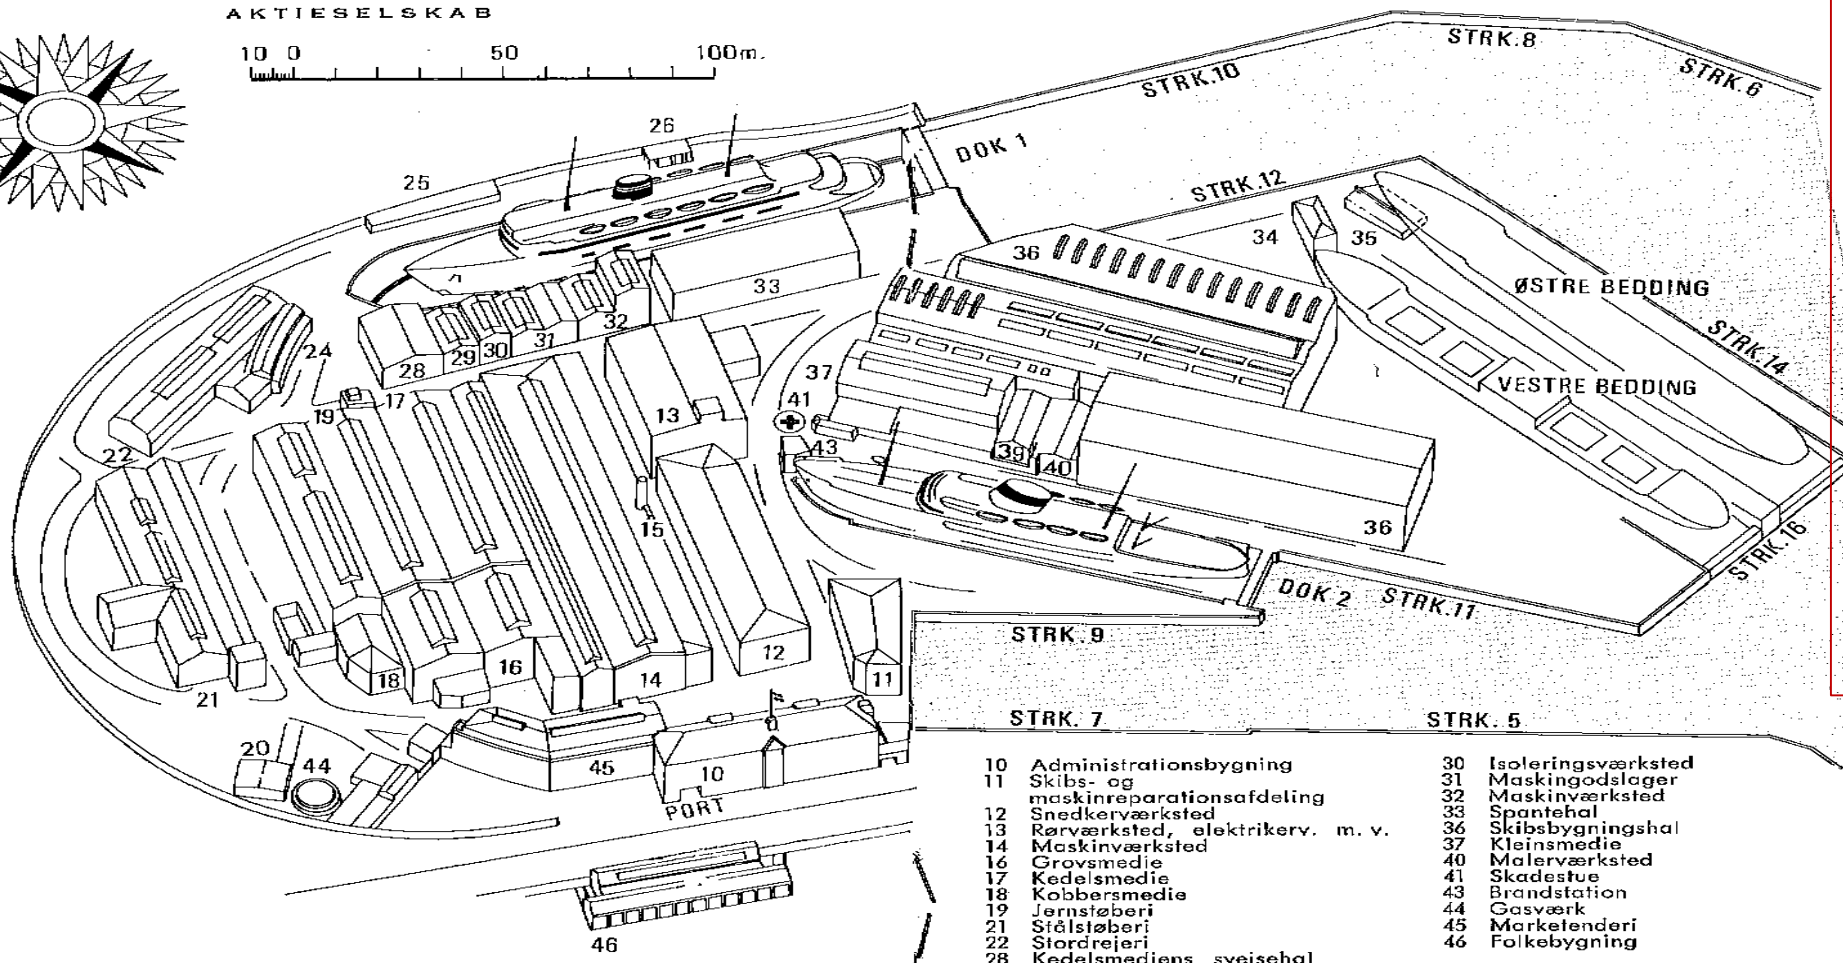 AKTIESELSKAB
10 0 50 100m.
STRK.8
STRK.6
STRK.10
26
DOK 1
25
STRK.12
34
35
36
33
ØSTRE BEDDING
32
31
30
29
28
24
STRK.14
37
VESTRE BEDDING
17
19
13
41
43
39
40
22
15
36
STRK.16
DOK 2
STRK.11
STRK.9
12
11
16
18
14
21
STRK. 7
STRK. 5
20
44
45
10
PORT
46
10 Administrationsbygning
11 Skibs- og
maskinreparationsafdeling
12 Snedkerværksted
13 Rørværksted, elektrikerv. m. v.
14 Maskinværksted
16 Grovsmedie
17 Kedelsmedie
18 Kobbersmedie
19 Jernstøberi
21 Stålstøberi
22 Stordrejeri
28 Kedelsmediens svejsehal
30 Isoleringsværksted
31 Maskingodslager
32 Maskinværksted
33 Spantehal
36 Skibsbygningshal
37 Kleinsmedie
40 Malerværksted
41 Skadestue
43 Brandstation
44 Gasværk
45 Marketenderi
46 Folkebygning